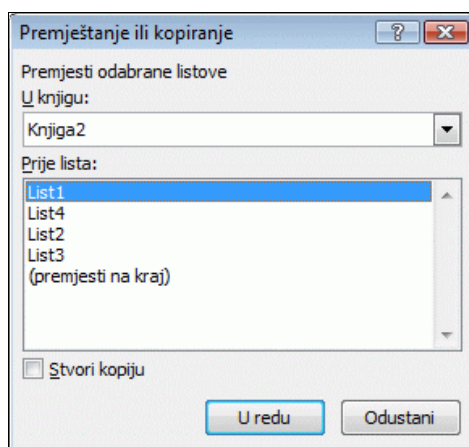 Premještanje ili kopiranje
Premjesti odabrane listove
U knjigu:
Knjiga2
Prije lista:
List1
List4
List2
List3
(premjesti na kraj)
Stvori kopiju
U redu Odustani